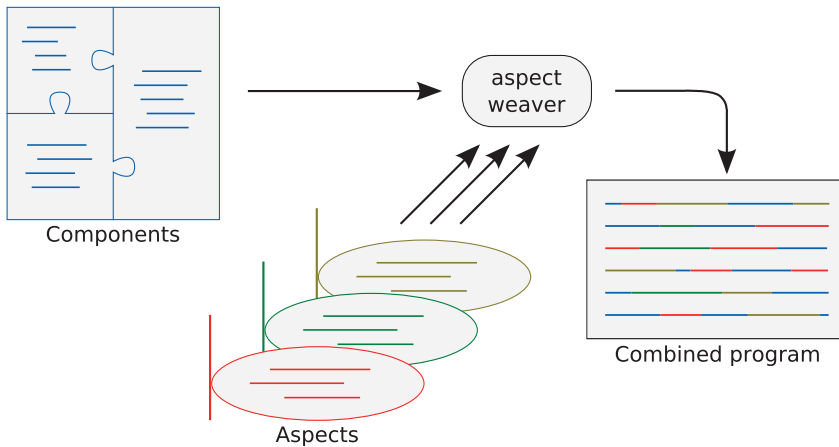 aspect
weaver
Components
Combined program
Aspects